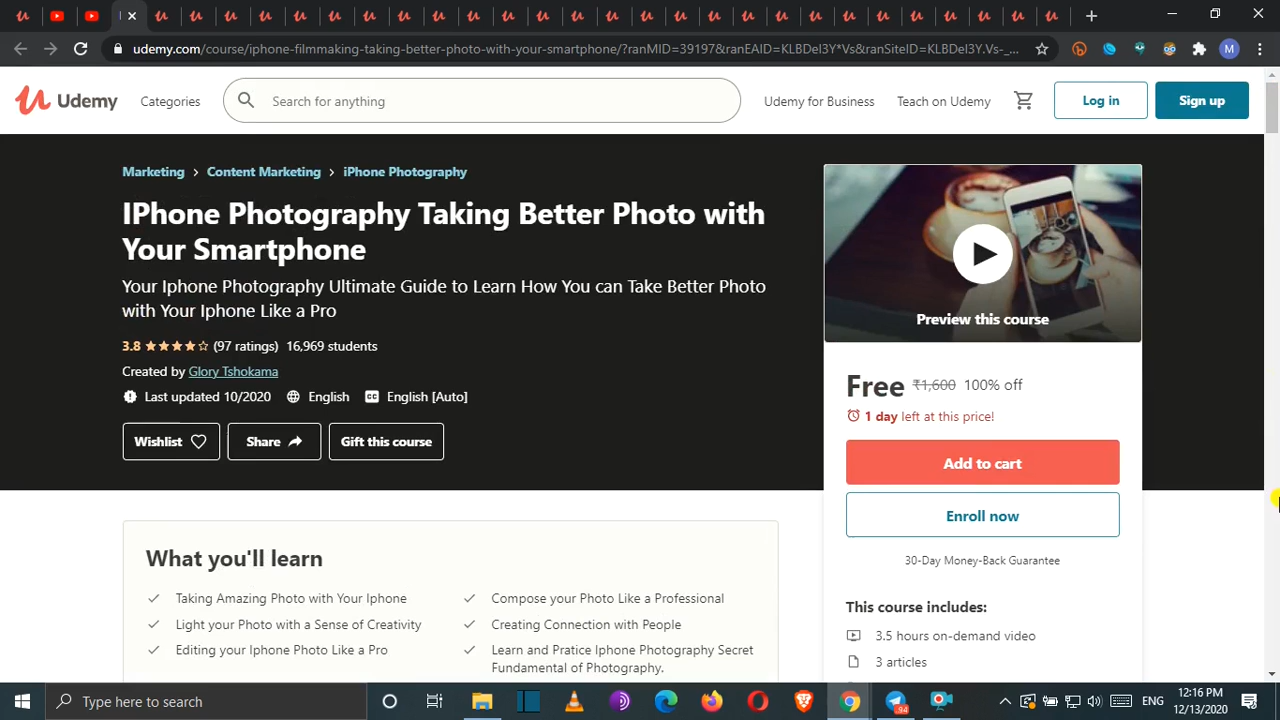 udemy.com/course/iphone-filmmaking-taking-better-photo-with-your-smartphone/?ranMID=39197&ranEAID=KLBDel3Y*Vs&ranSiteID=KLBDel3Y.Vs-_...
M
Udemy
Categories
Search for anything
Udemy for Business
Teach on Udemy
Log in
Sign up
Marketing > Content Marketing > iPhone Photography
IPhone Photography Taking Better Photo with
Your Smartphone
Your Iphone Photography Ultimate Guide to Learn How You can Take Better Photo
with Your Iphone Like a Pro
3.8 (97 ratings) 16,969 students
Created by Glory Tshokama
Last updated 10/2020 English English [Auto]
Wishlist Share Gift this course
Preview this course
Free ₹1,600 100% off
1 day left at this price!
Add to cart
Enroll now
30-Day Money-Back Guarantee
This course includes:
3.5 hours on-demand video
3 articles
What you'll learn
Taking Amazing Photo with Your Iphone
Light your Photo with a Sense of Creativity
Editing your Iphone Photo Like a Pro
Compose your Photo Like a Professional
Creating Connection with People
Learn and Pratice Iphone Photography Secret
Fundamental of Photography.
Type here to search
94
ENG
12:16 PM
12/13/2020